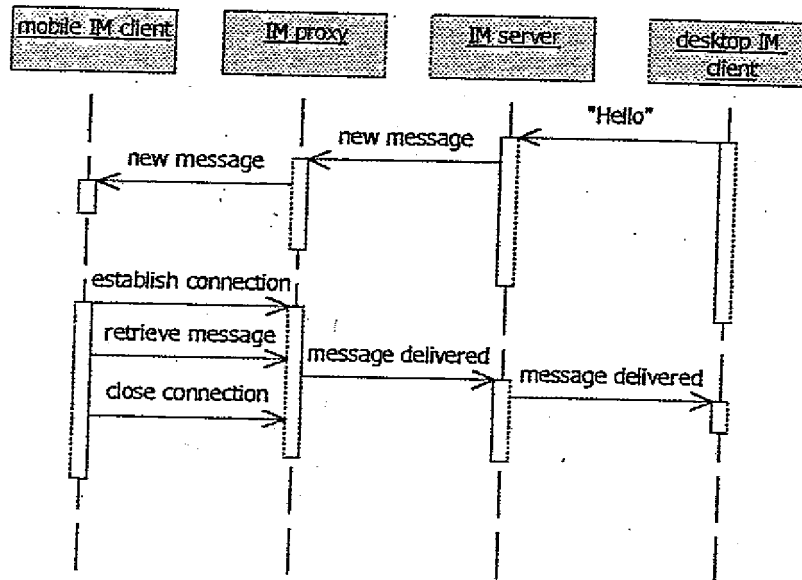 mobile IM client
IM proxy
IM server
desktop IM
client
"Hello"
new message
new message
establish connection
retrieve message
message delivered
message delivered
close connection